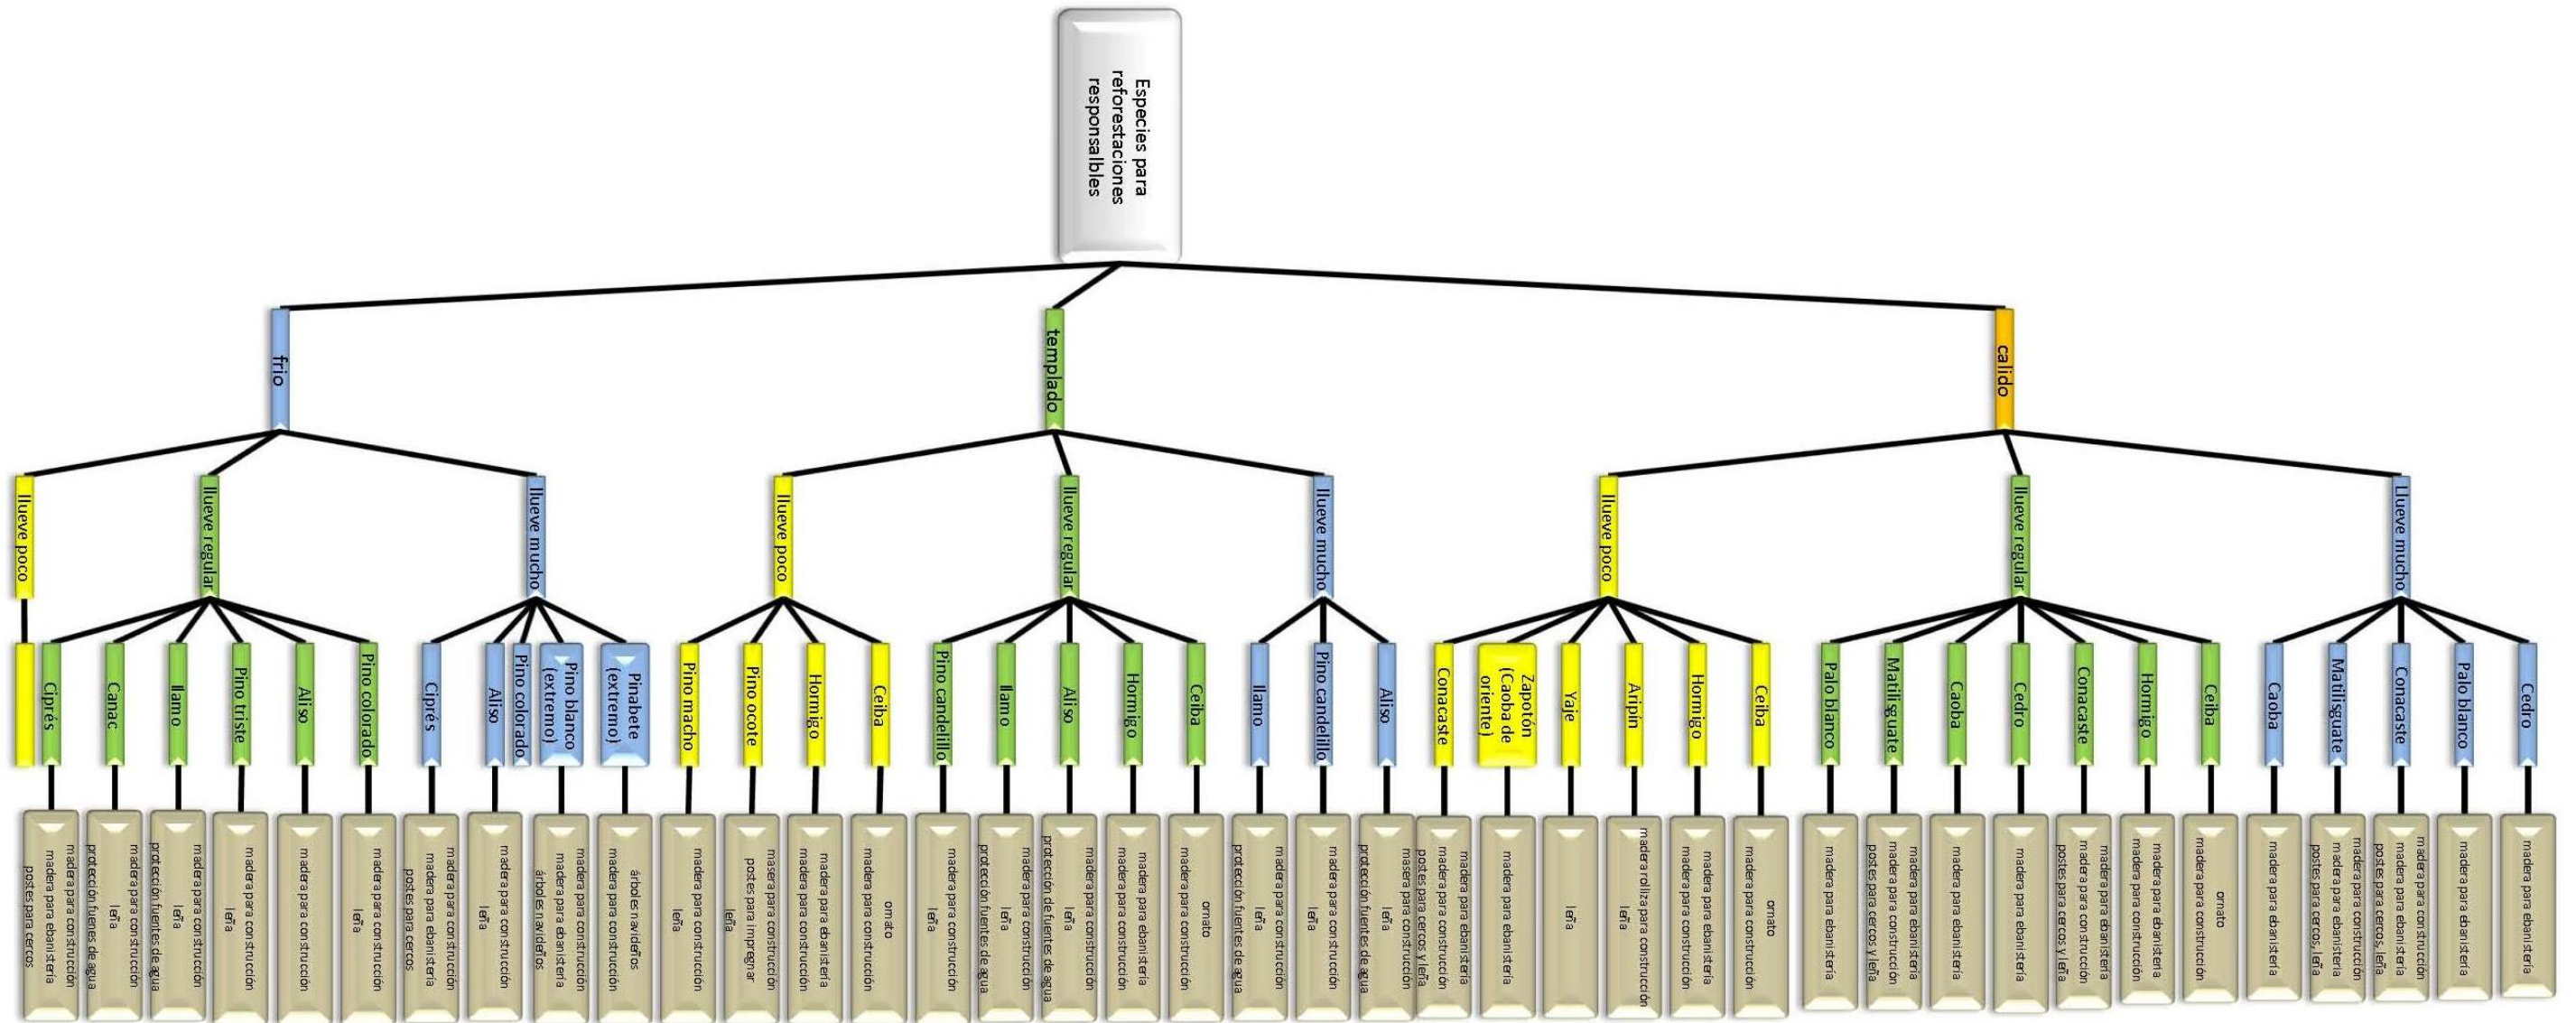 Especies para
reforestaciones
responsalbles
frio
templado
calido
llueve poco
llueve regular
llueve mucho
llueve poco
llueve regular
llueve mucho
llueve poco
llueve regular
Llueve mucho
Ciprés
Canac
Ilamo
Pino triste
Aliso
Pino colorado
Ciprés
Aliso
Pino colorado
Pino blanco
(extremo)
Pinabete
(extremo)
Pino macho
Pino ocote
Hormigo
Ceiba
Pino candelillo
Ilamo
Aliso
Hormigo
Ceiba
Ilamo
Pino candelillo
Aliso
Conacaste
Zapotón
(Caoba de
oriente)
Yaje
Aripín
Hormigo
Ceiba
Palo blanco
Matilisguate
Caoba
Cedro
Conacaste
Hormigo
Ceiba
Caoba
Matilisguate
Conacaste
Palo blanco
Cedro
madera para construcción
madera para ebanistería
postes para cercos
madera para construcción
leña
protección fuenes de agua
madera para construcción
leña
protección fuentes de agua
madera para construcción
leña
madera para construcción
madera para construcción
leña
madera para construcción
madera para ebanistería
postes para cercos
madera para construcción
leña
madera para construcción
madera para ebanistería
árboles navideños
árboles navideños
madera para construcción
madera para construcción
leña
masera para construcción
postes para impregnar
leña
madera para ebanistería
madera para construcción
ornato
madera para construcción
madera para construcción
leña
madera para construcción
leña
protección fuentes de agua
madera para construcción
leña
protección de fuentes de agua
madera para ebanistería
madera para construcción
ornato
madera para construcción
madera para construcción
leña
protección fuentes de agua
madera para construcción
leña
masera para construcción
leña
protección fuentes de agua
madera para ebanistería
madera para construcción
postes para cercos y leña
madera para ebanistería
leña
madera rolliza para construcción
leña
madera para ebanistería
madera para construcción
ornato
madera para construcción
madera para ebanistería
madera para ebanistería
madera para construcción
postes para cercos y leña
madera para ebanistería
madera para ebanistería
madera para ebanistería
madera para construcción
postes para cercos y leña
madera para ebanistería
madera para construcción
ornato
madera para construcción
madera para ebanistería
madera para construcción
madera para ebanistería
postes para cercos, leña
madera para construcción
madera para ebanistería
postes para cercos, leña
madera para ebanistería
madera para ebanistería